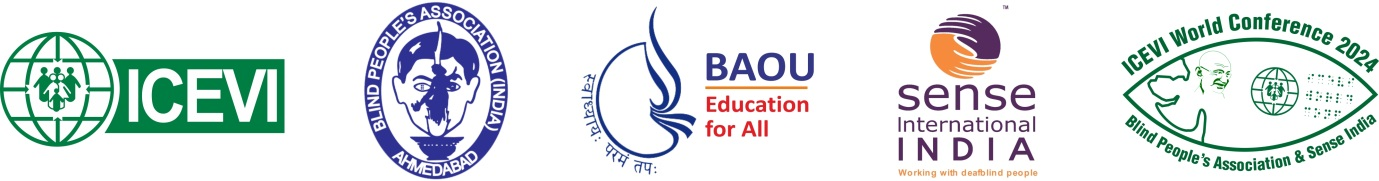 ICEVI
BLIND PEOPLE'S ASSOCIATION (INDIA)
AHMEDABAD
स्वाध्यायः परमं तपः
BAOU
Education
for All
TM
sense
International
INDIA
Working with deafblind people
ICEVI World Conference 2024
Blind People's Association & Sense India